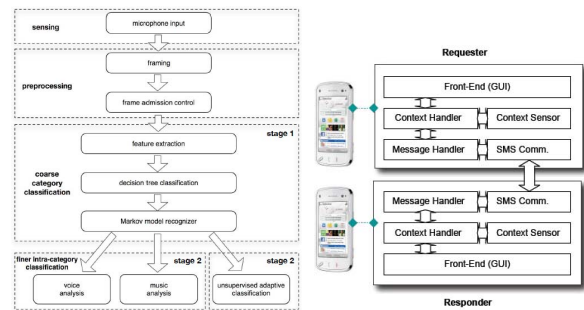 sensing
microphone input
preprocessing
framing
frame admission control
stage 1
coarse
category
classification
feature extraction
decision tree classification
Markov model recognizer
finer intra-category
classification
stage 2
voice
analysis
music
analysis
stage 2
unsupervised adaptive
classification
Requester
Front-End (GUI)
Context Handler
Context Sensor
Message Handler
SMS Comm.
Message Handler
SMS Comm.
Context Handler
Context Sensor
Front-End (GUI)
Responder